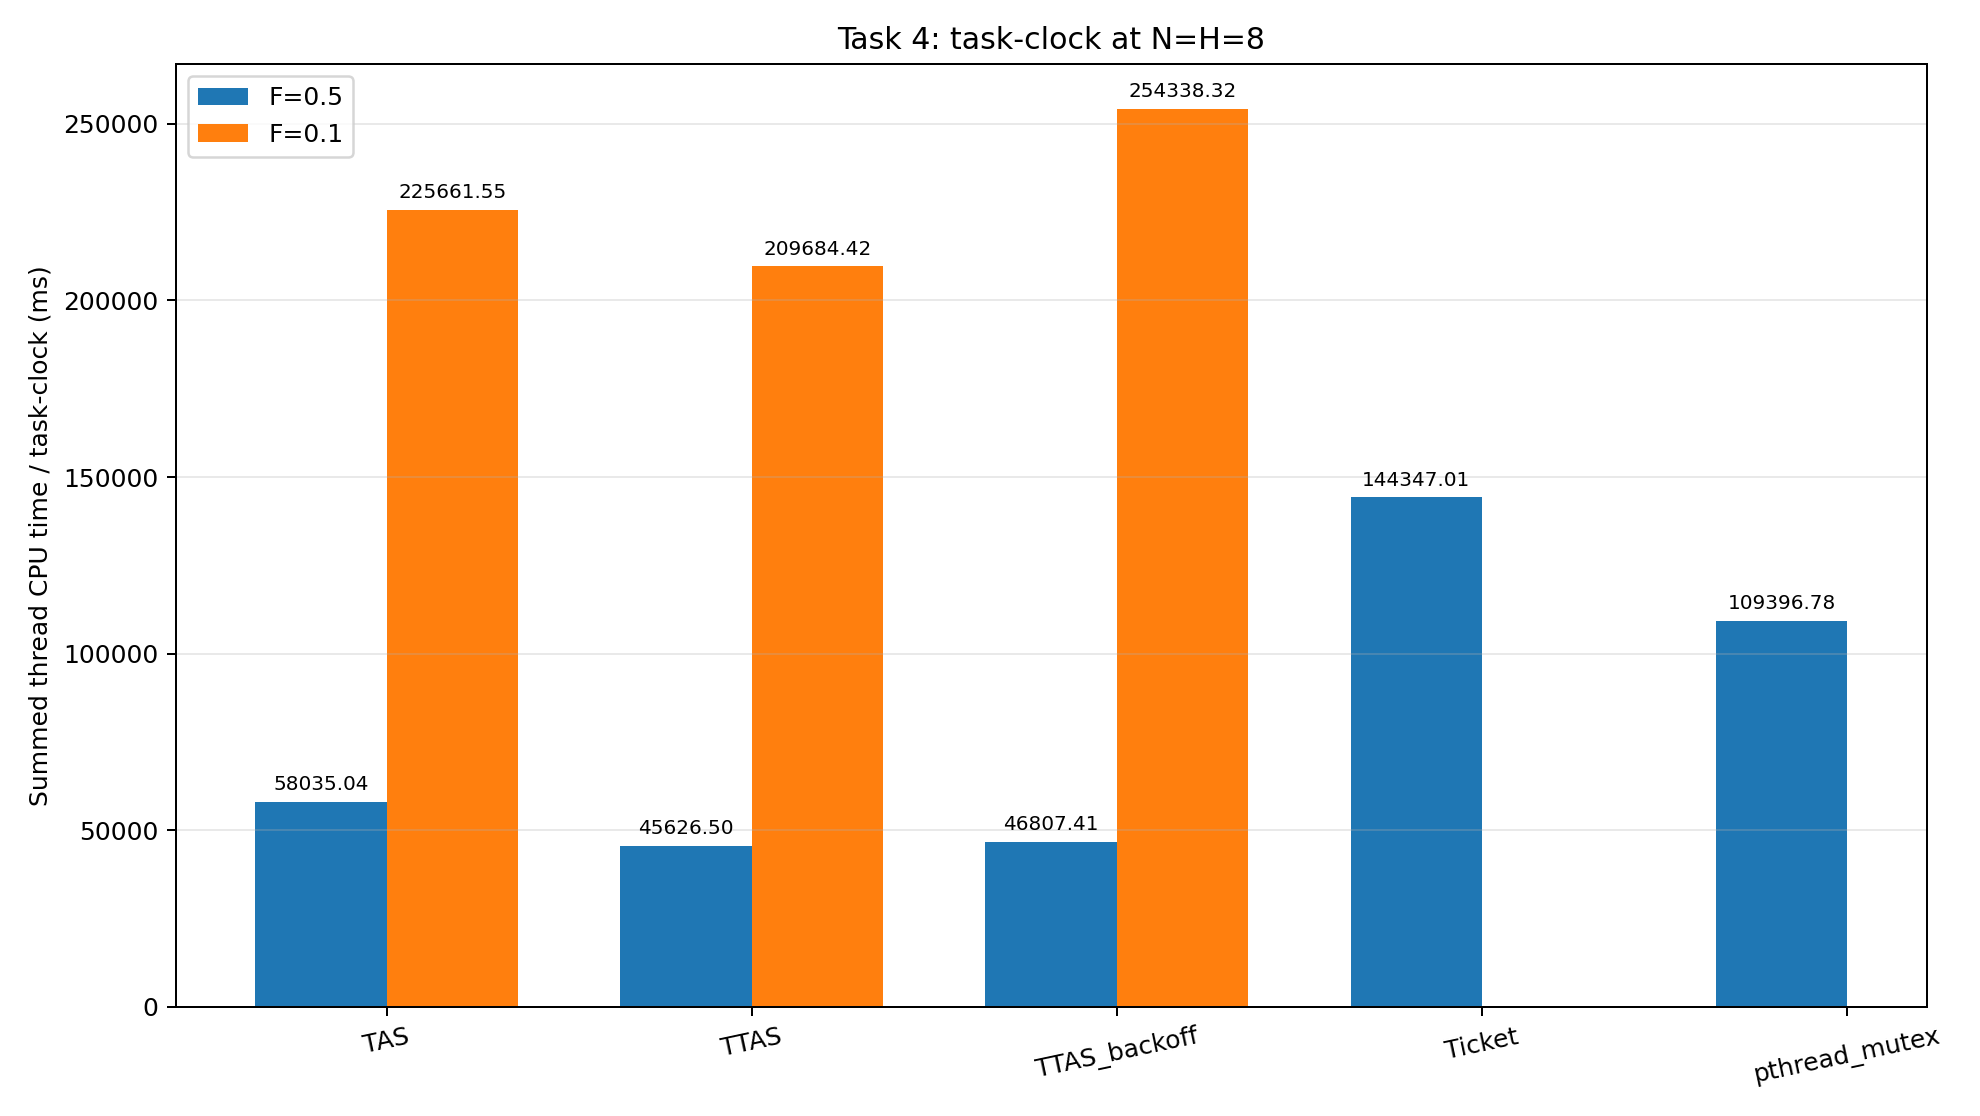 Task 4: task-clock at N=H=8
F=0.5
F=0.1
Summed thread CPU time / task-clock (ms)
250000
200000
150000
100000
50000
0
58035.04
225661.55
45626.50
209684.42
46807.41
254338.32
144347.01
109396.78
TAS
TTAS
TTAS_backoff
Ticket
pthread_mutex